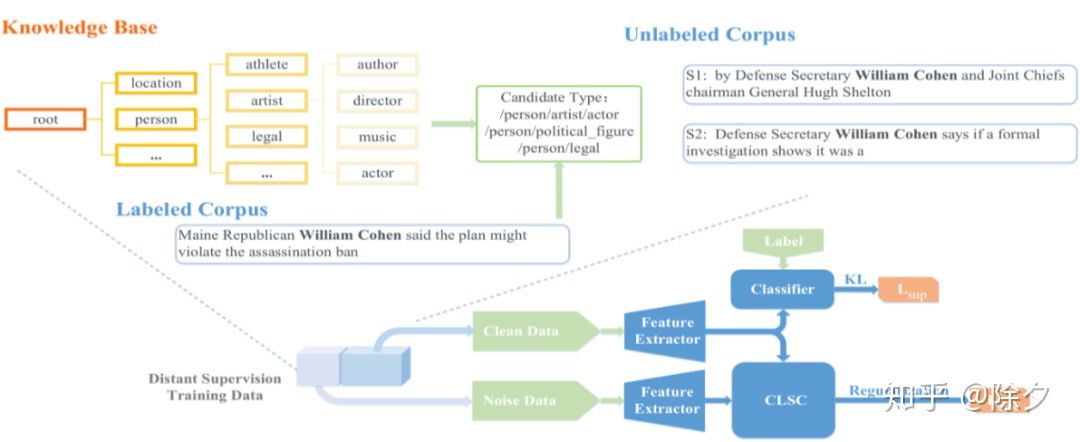 Knowledge Base
root
location
person
...
athlete
artist
legal
...
author
director
music
actor
Candidate Type:
/person/artist/actor
/person/political_figure
/person/legal
Unlabeled Corpus
S1: by Defense Secretary William Cohen and Joint Chiefs
chairman General Hugh Shelton
S2: Defense Secretary William Cohen says if a formal
investigation shows it was a
Labeled Corpus
Maine Republican William Cohen said the plan might
violate the assassination ban
Label
Classifier
KL
Lsup
Clean Data
Feature
Extractor
Distant Supervision
Training Data
Noise Data
Feature
Extractor
CLSC
知乎 @除夕